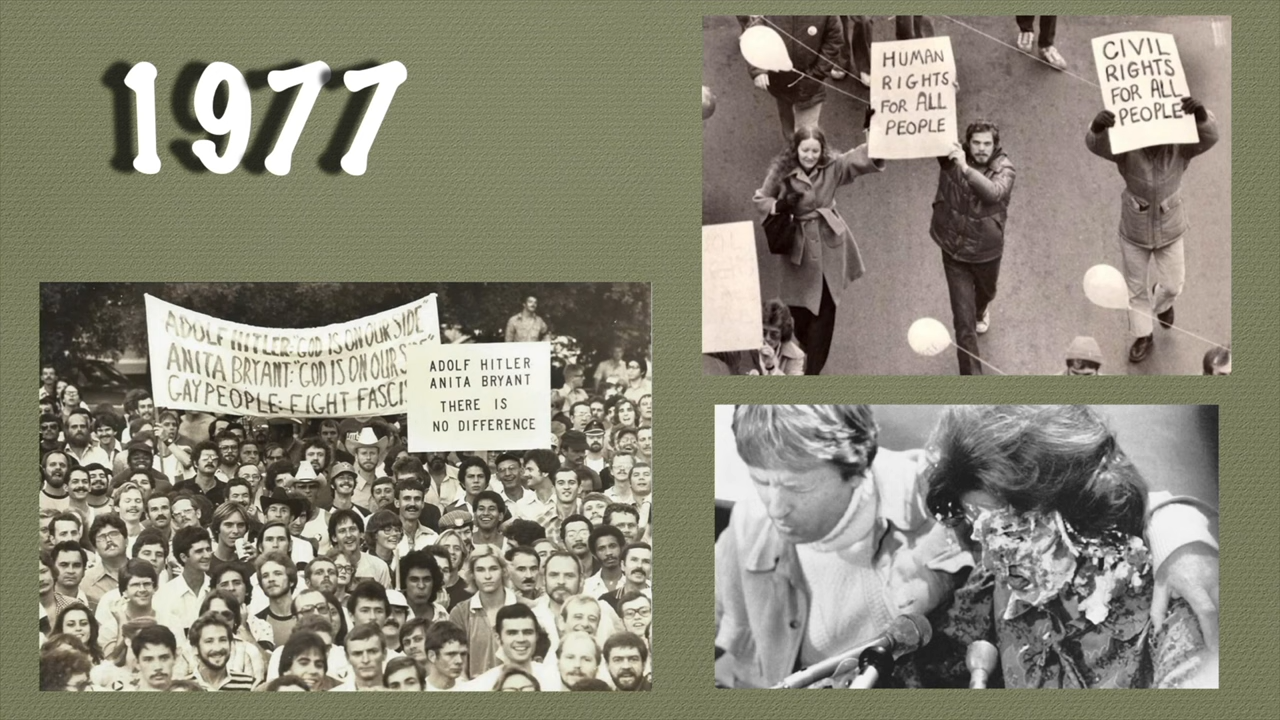 1977
HUMAN
RIGHTS
FOR ALL
PEOPLE
CIVIL
RIGHTS
FOR ALL
PEOPLE
ADOLF HITLER: "GOD IS ON OUR SIDE"
ANITA BRYANT: "GOD IS ON OUR
GAY PEOPLE: FIGHT
ADOLF HITLER
ANITA BRYANT
THERE IS
NO DIFFERENCE